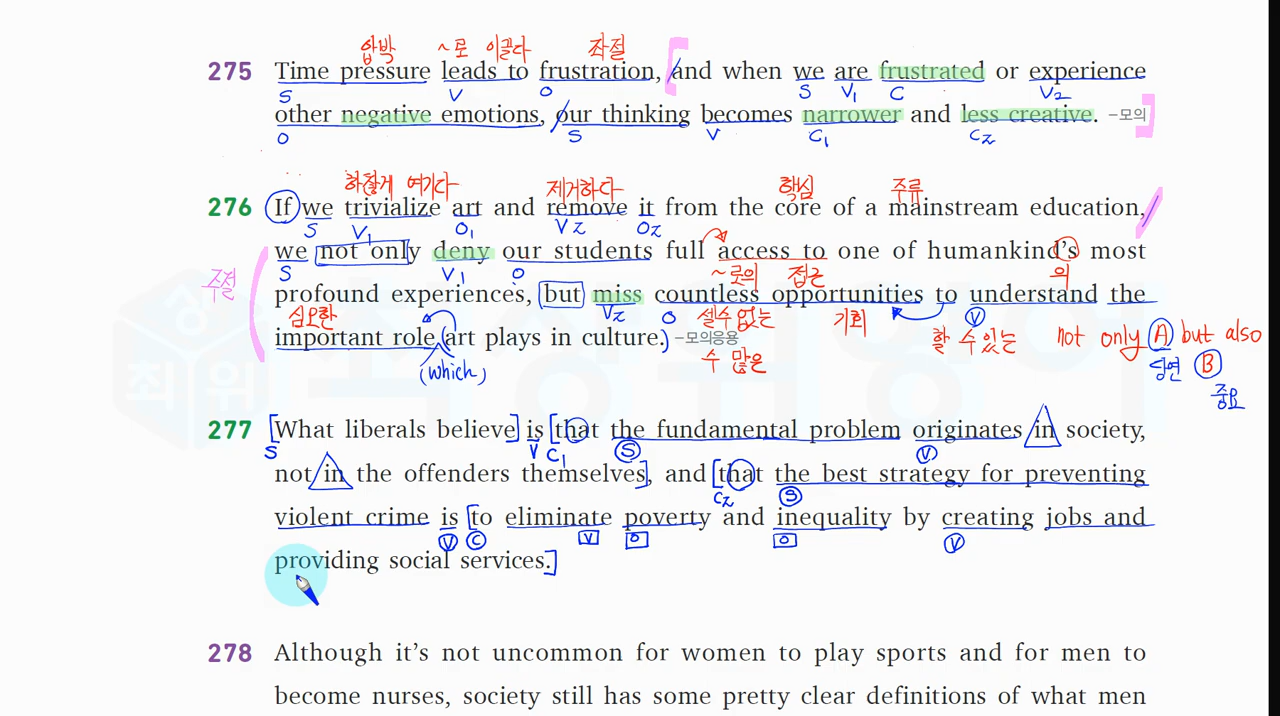 압박 ~로 이끌다 좌절
275 Time pressure leads to frustration, and when we are frustrated or experience
S V O S V₁ C V₂
other negative emotions, our thinking becomes narrower and less creative. –모의
O S V C₁ C₂
하찮게 여기다 제거하다 핵심 주류
276 If we trivialize art and remove it from the core of a mainstream education,
S V₁ O₁ V₂ O₂
we not only deny our students full access to one of humankind's most
주절 S V₁ O ~로의 접근 의
profound experiences, but miss countless opportunities to understand the
심오한 V₂ O 셀수 없는 기회 V
important role (art plays in culture.) –모의응용
할 수 있는 not only A but also
(which) 수 많은 당연 B
중요
277 [What liberals believe] is [that the fundamental problem originates in society,
S V C₁ S V
not in the offenders themselves], and [that the best strategy for preventing
C₂ S
violent crime is [to eliminate poverty and inequality by creating jobs and
V C V O O V
providing social services.]
278 Although it's not uncommon for women to play sports and for men to
become nurses, society still has some pretty clear definitions of what men